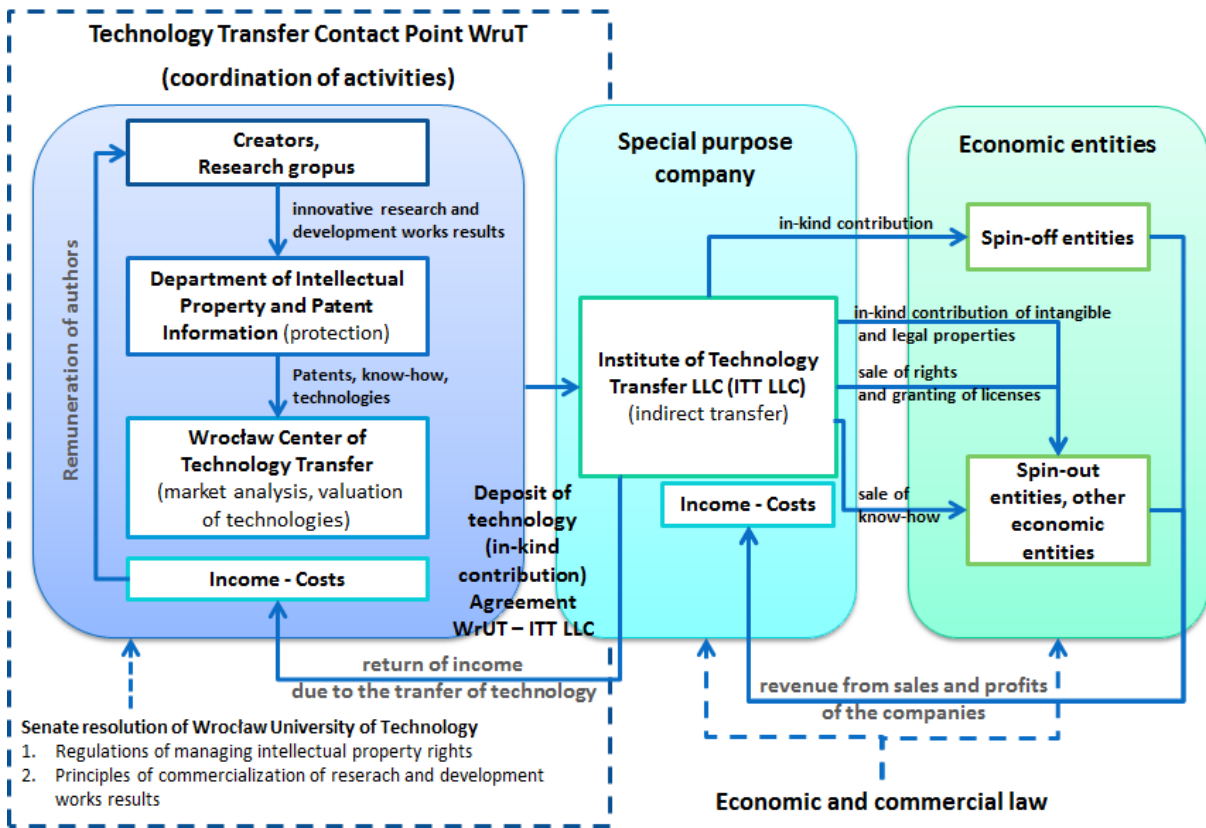 Technology Transfer Contact Point WruT
(coordination of activities)
Creators,
Research gropus
innovative research and
development works results
Department of Intellectual
Property and Patent
Information (protection)
Patents, know-how,
technologies
Wrocław Center of
Technology Transfer
(market analysis, valuation
of technologies)
Income - Costs
Remuneration of authors
Deposit of
technology
(in-kind
contribution)
Agreement
WrUT – ITT LLC
Special purpose
company
Institute of Technology
Transfer LLC (ITT LLC)
(indirect transfer)
Income - Costs
Economic entities
in-kind contribution
Spin-off entities
in-kind contribution of intangible
and legal properties
sale of rights
and granting of licenses
sale of
know-how
Spin-out
entities, other
economic
entities
return of income
due to the tranfer of technology
revenue from sales and profits
of the companies
Senate resolution of Wrocław University of Technology
1. Regulations of managing intellectual property rights
2. Principles of commercialization of reserach and development
works results
Economic and commercial law